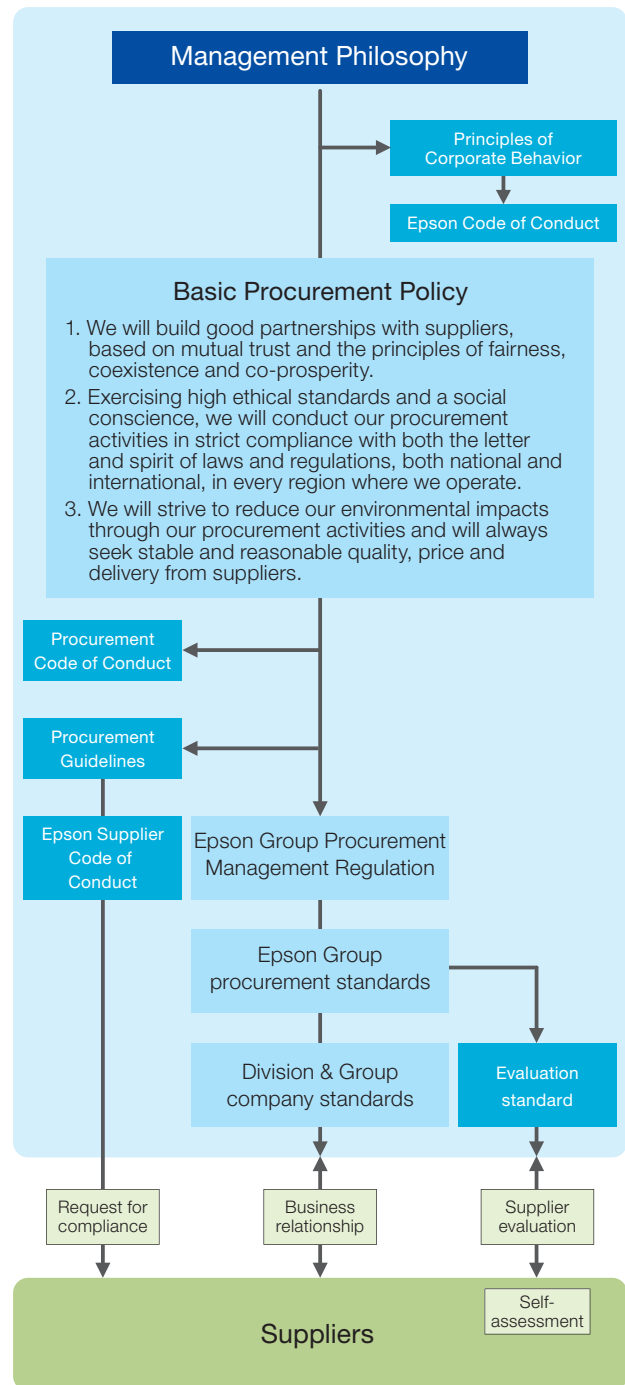 Management Philosophy
Principles of
Corporate Behavior
Epson Code of Conduct
Basic Procurement Policy
1. We will build good partnerships with suppliers,
based on mutual trust and the principles of fairness,
coexistence and co-prosperity.
2. Exercising high ethical standards and a social
conscience, we will conduct our procurement
activities in strict compliance with both the letter
and spirit of laws and regulations, both national and
international, in every region where we operate.
3. We will strive to reduce our environmental impacts
through our procurement activities and will always
seek stable and reasonable quality, price and
delivery from suppliers.
Procurement
Code of Conduct
Procurement
Guidelines
Epson Supplier
Code of
Conduct
Epson Group Procurement
Management Regulation
Epson Group
procurement standards
Division & Group
company standards
Evaluation
standard
Request for
compliance
Business
relationship
Supplier
evaluation
Self-
assessment
Suppliers